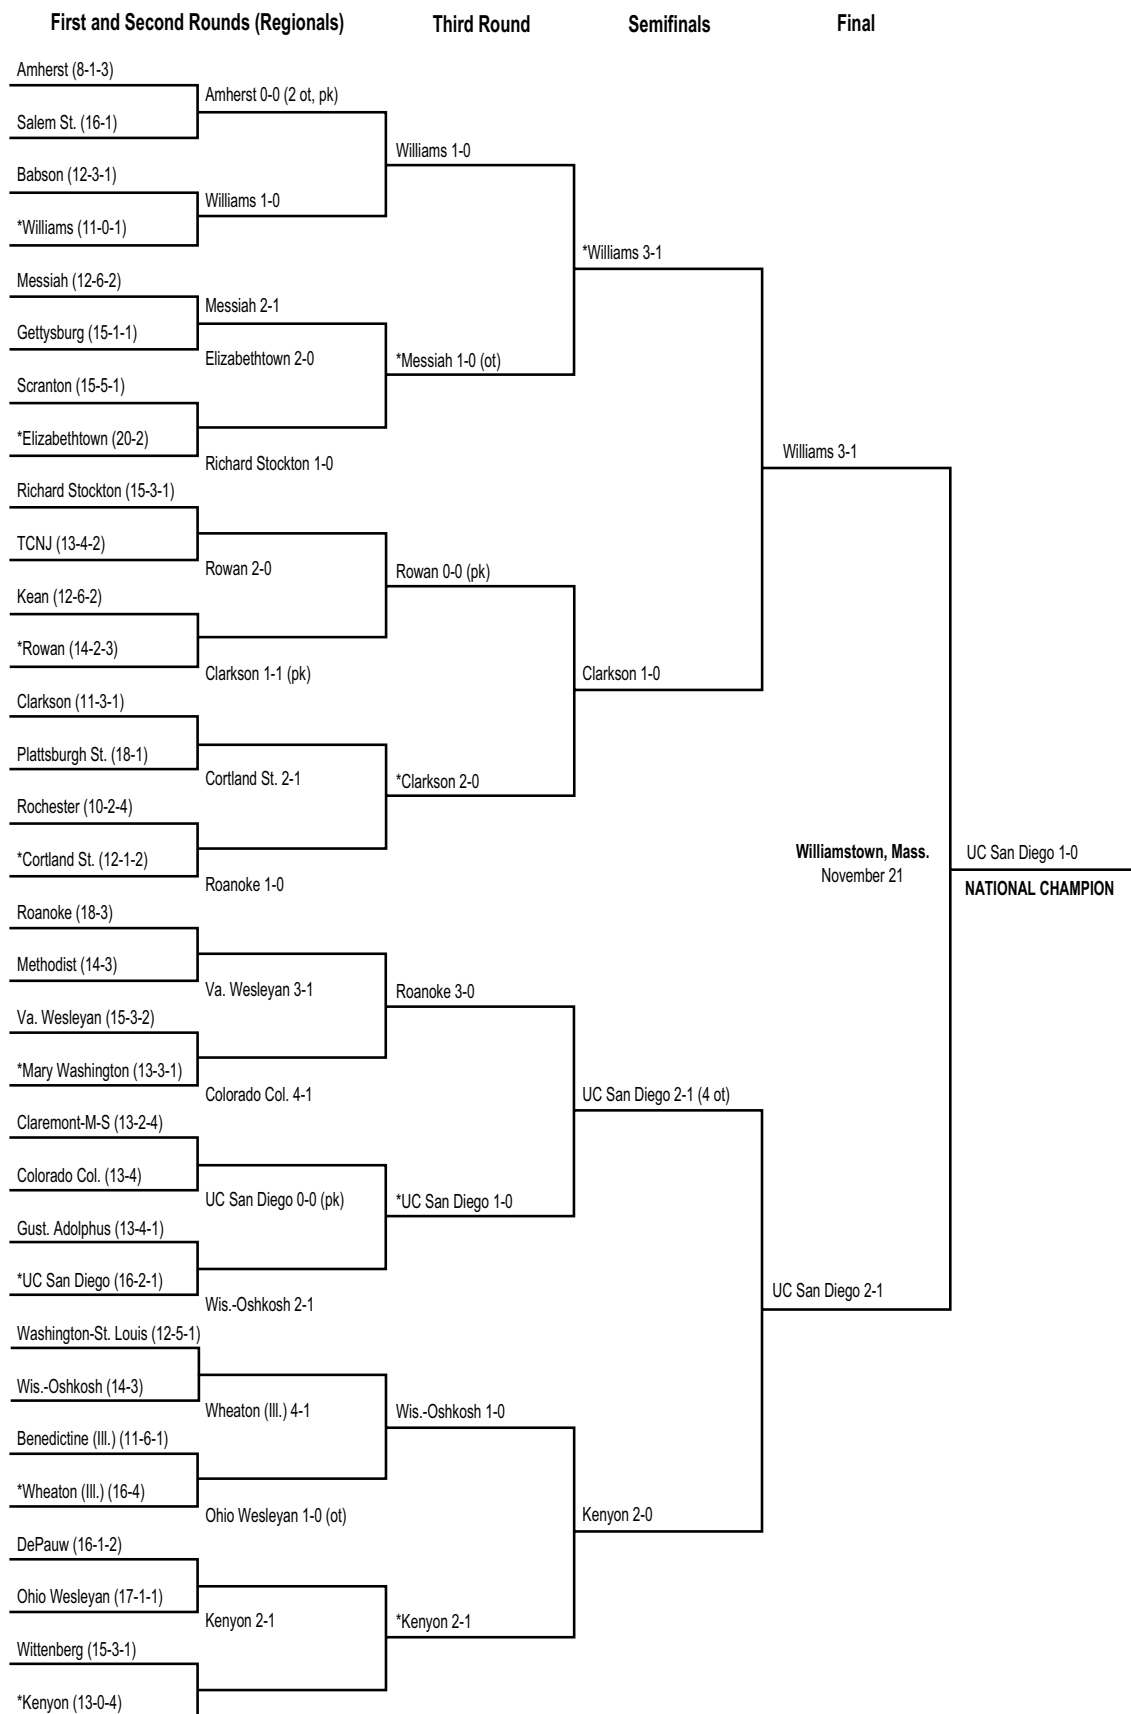 First and Second Rounds (Regionals)
Third Round
Semifinals
Final
Amherst (8-1-3)
Salem St. (16-1)
Babson (12-3-1)
*Williams (11-0-1)
Messiah (12-6-2)
Gettysburg (15-1-1)
Scranton (15-5-1)
*Elizabethtown (20-2)
Richard Stockton (15-3-1)
TCNJ (13-4-2)
Kean (12-6-2)
*Rowan (14-2-3)
Clarkson (11-3-1)
Plattsburgh St. (18-1)
Rochester (10-2-4)
*Cortland St. (12-1-2)
Roanoke (18-3)
Methodist (14-3)
Va. Wesleyan (15-3-2)
*Mary Washington (13-3-1)
Claremont-M-S (13-2-4)
Colorado Col. (13-4)
Gust. Adolphus (13-4-1)
*UC San Diego (16-2-1)
Washington-St. Louis (12-5-1)
Wis.-Oshkosh (14-3)
Benedictine (Ill.) (11-6-1)
*Wheaton (Ill.) (16-4)
DePauw (16-1-2)
Ohio Wesleyan (17-1-1)
Wittenberg (15-3-1)
*Kenyon (13-0-4)
Amherst 0-0 (2 ot, pk)
Williams 1-0
Messiah 2-1
Elizabethtown 2-0
Richard Stockton 1-0
Rowan 2-0
Clarkson 1-1 (pk)
Cortland St. 2-1
Roanoke 1-0
Va. Wesleyan 3-1
Colorado Col. 4-1
UC San Diego 0-0 (pk)
Wis.-Oshkosh 2-1
Wheaton (Ill.) 4-1
Ohio Wesleyan 1-0 (ot)
Kenyon 2-1
Williams 1-0
*Messiah 1-0 (ot)
Rowan 0-0 (pk)
*Clarkson 2-0
Roanoke 3-0
*UC San Diego 1-0
Wis.-Oshkosh 1-0
*Kenyon 2-1
*Williams 3-1
Clarkson 1-0
UC San Diego 2-1 (4 ot)
Kenyon 2-0
Williams 3-1
UC San Diego 2-1
Williamstown, Mass.
November 21
UC San Diego 1-0
NATIONAL CHAMPION